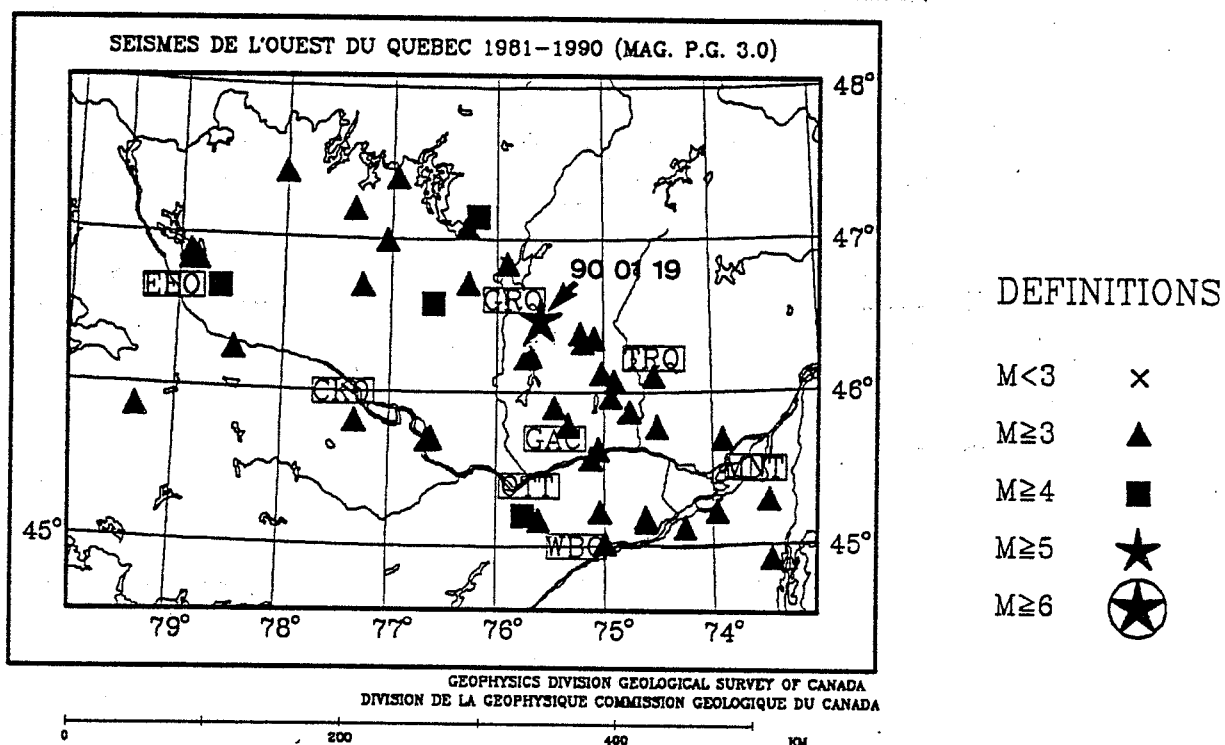 SEISMES DE L'OUEST DU QUEBEC 1981-1990 (MAG. P.G. 3.0)
48°
47°
90 01 19
EEO
GRQ
TRQ
46°
CKO
GAC
MNT
OTT
45°
WBO
45°
79° 78° 77° 76° 75° 74°
GEOPHYSICS DIVISION GEOLOGICAL SURVEY OF CANADA
DIVISION DE LA GEOPHYSIQUE COMMISSION GEOLOGIQUE DU CANADA
0 200 400 KM
DEFINITIONS
M<3
M≧3
M≧4
M≧5
M≧6